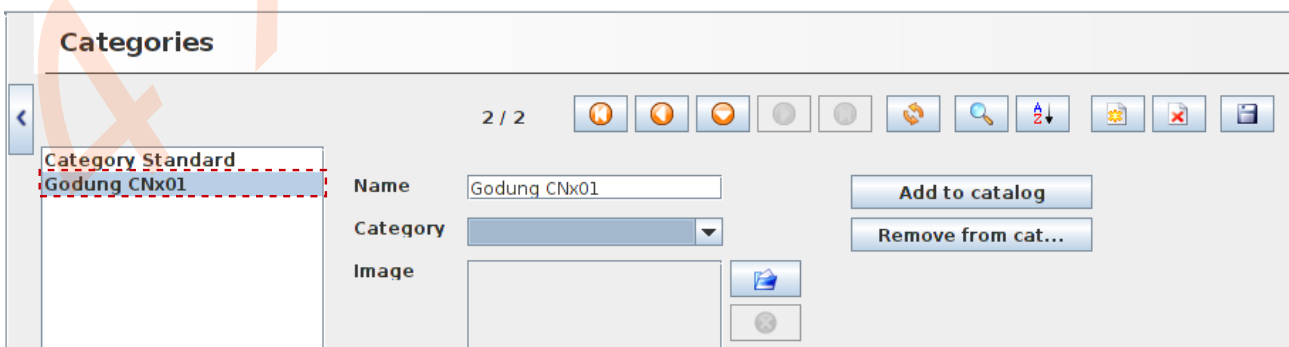 Categories
2 / 2
Category Standard
Godung CNx01
Name
Godung CNx01
Add to catalog
Category
Remove from cat...
Image